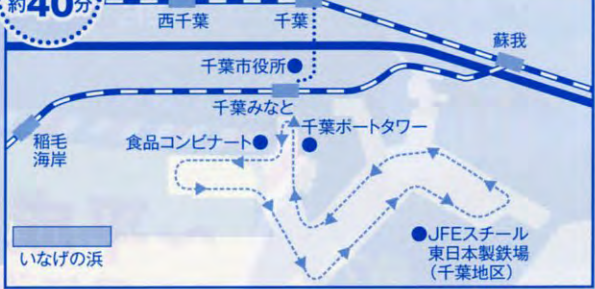 約40分
西千葉
千葉
蘇我
千葉市役所
千葉みなと
稲毛
海岸
食品コンビナート
千葉ポートタワー
いなげの浜
JFEスチール
東日本製鉄場
（千葉地区）